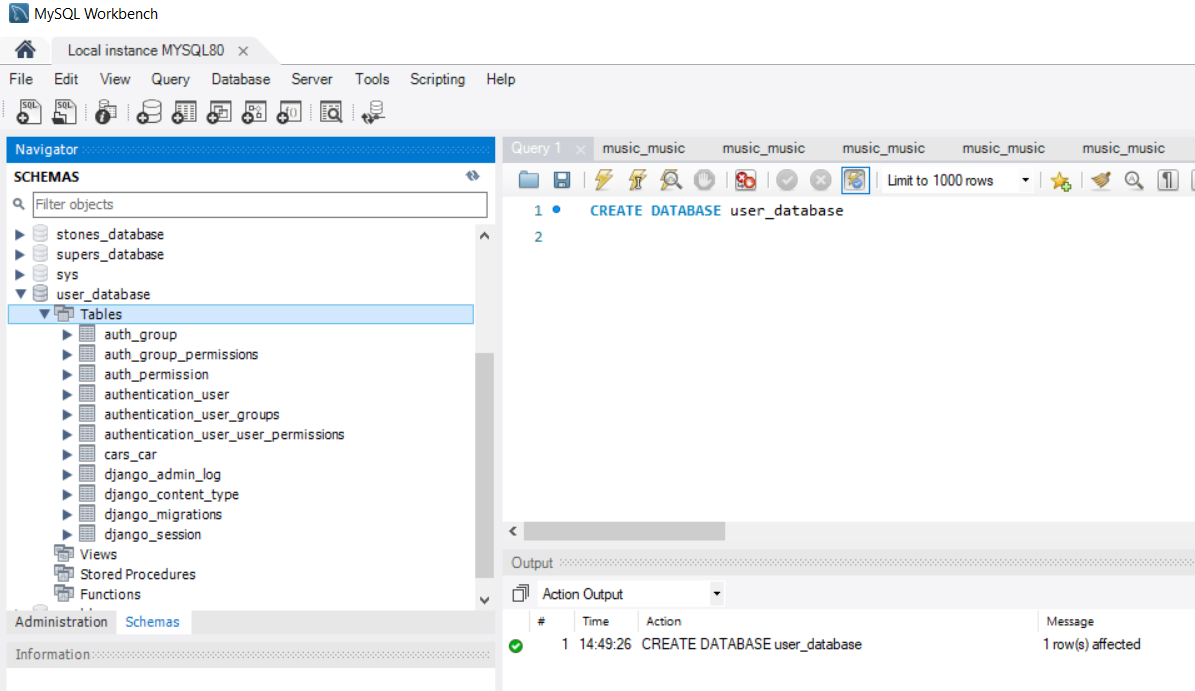 MySQL Workbench
Local instance MYSQL80
File Edit View Query Database Server Tools Scripting Help
SQL SQL
Navigator
SCHEMAS
Filter objects
stones_database
supers_database
sys
user_database
Tables
auth_group
auth_group_permissions
auth_permission
authentication_user
authentication_user_groups
authentication_user_user_permissions
cars_car
django_admin_log
django_content_type
django_migrations
django_session
Views
Stored Procedures
Functions
Administration Schemas
Information
Query 1 music_music music_music music_music music_music music_music
Limit to 1000 rows
1 CREATE DATABASE user_database
2
Output
Action Output
# Time Action Message
1 14:49:26 CREATE DATABASE user_database 1 row(s) affected